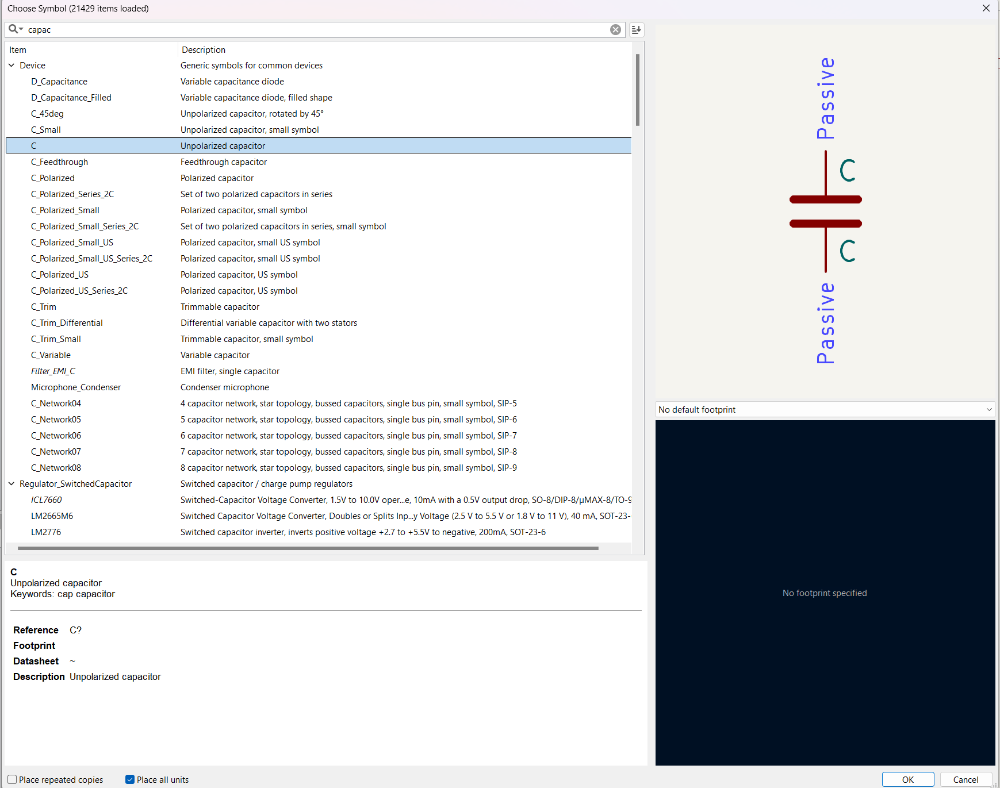 Choose Symbol (21429 items loaded)
capac
Item Description
Device Generic symbols for common devices
D_Capacitance Variable capacitance diode
D_Capacitance_Filled Variable capacitance diode, filled shape
C_45deg Unpolarized capacitor, rotated by 45°
C_Small Unpolarized capacitor, small symbol
C Unpolarized capacitor
C_Feedthrough Feedthrough capacitor
C_Polarized Polarized capacitor
C_Polarized_Series_2C Set of two polarized capacitors in series
C_Polarized_Small Polarized capacitor, small symbol
C_Polarized_Small_Series_2C Set of two polarized capacitors in series, small symbol
C_Polarized_Small_US Polarized capacitor, small US symbol
C_Polarized_Small_US_Series_2C Polarized capacitor, small US symbol
C_Polarized_US Polarized capacitor, US symbol
C_Polarized_US_Series_2C Polarized capacitor, US symbol
C_Trim Trimmable capacitor
C_Trim_Differential Differential variable capacitor with two stators
C_Trim_Small Trimmable capacitor, small symbol
C_Variable Variable capacitor
Filter_EMI_C EMI filter, single capacitor
Microphone_Condenser Condenser microphone
C_Network04 4 capacitor network, star topology, bussed capacitors, single bus pin, small symbol, SIP-5
C_Network05 5 capacitor network, star topology, bussed capacitors, single bus pin, small symbol, SIP-6
C_Network06 6 capacitor network, star topology, bussed capacitors, single bus pin, small symbol, SIP-7
C_Network07 7 capacitor network, star topology, bussed capacitors, single bus pin, small symbol, SIP-8
C_Network08 8 capacitor network, star topology, bussed capacitors, single bus pin, small symbol, SIP-9
Regulator_SwitchedCapacitor Switched capacitor / charge pump regulators
ICL7660 Switched-Capacitor Voltage Converter, 1.5V to 10.0V oper...e, 10mA with a 0.5V output drop, SO-8/DIP-8/µMAX-8/TO-9
LM2665M6 Switched Capacitor Voltage Converter, Doubles or Splits Inp...y Voltage (2.5 V to 5.5 V or 1.8 V to 11 V), 40 mA, SOT-23-
LM2776 Switched capacitor inverter, inverts positive voltage +2.7 to +5.5V to negative, 200mA, SOT-23-6
C
Unpolarized capacitor
Keywords: cap capacitor
Reference C?
Footprint
Datasheet ~
Description Unpolarized capacitor
Place repeated copies Place all units
Passive
C
C
Passive
No default footprint
No footprint specified
OK Cancel